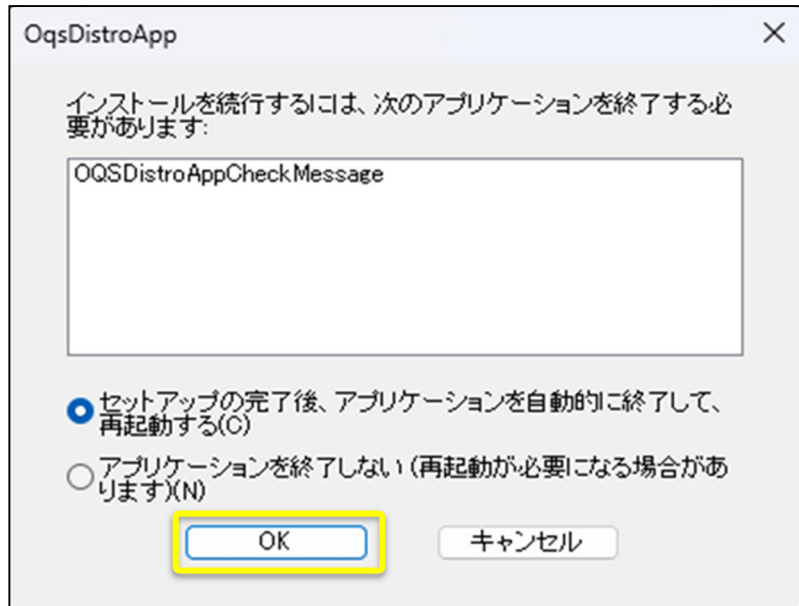 OqsDistroApp
インストールを続行するには、次のアプリケーションを終了する必
要があります:
OQSDistroAppCheckMessage
セットアップの完了後、アプリケーションを自動的に終了して、
再起動する(C)
アプリケーションを終了しない (再起動が必要になる場合があ
ります)(N)
OK
キャンセル